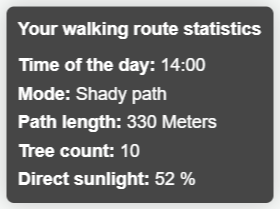 Your walking route statistics
Time of the day: 14:00
Mode: Shady path
Path length: 330 Meters
Tree count: 10
Direct sunlight: 52 %